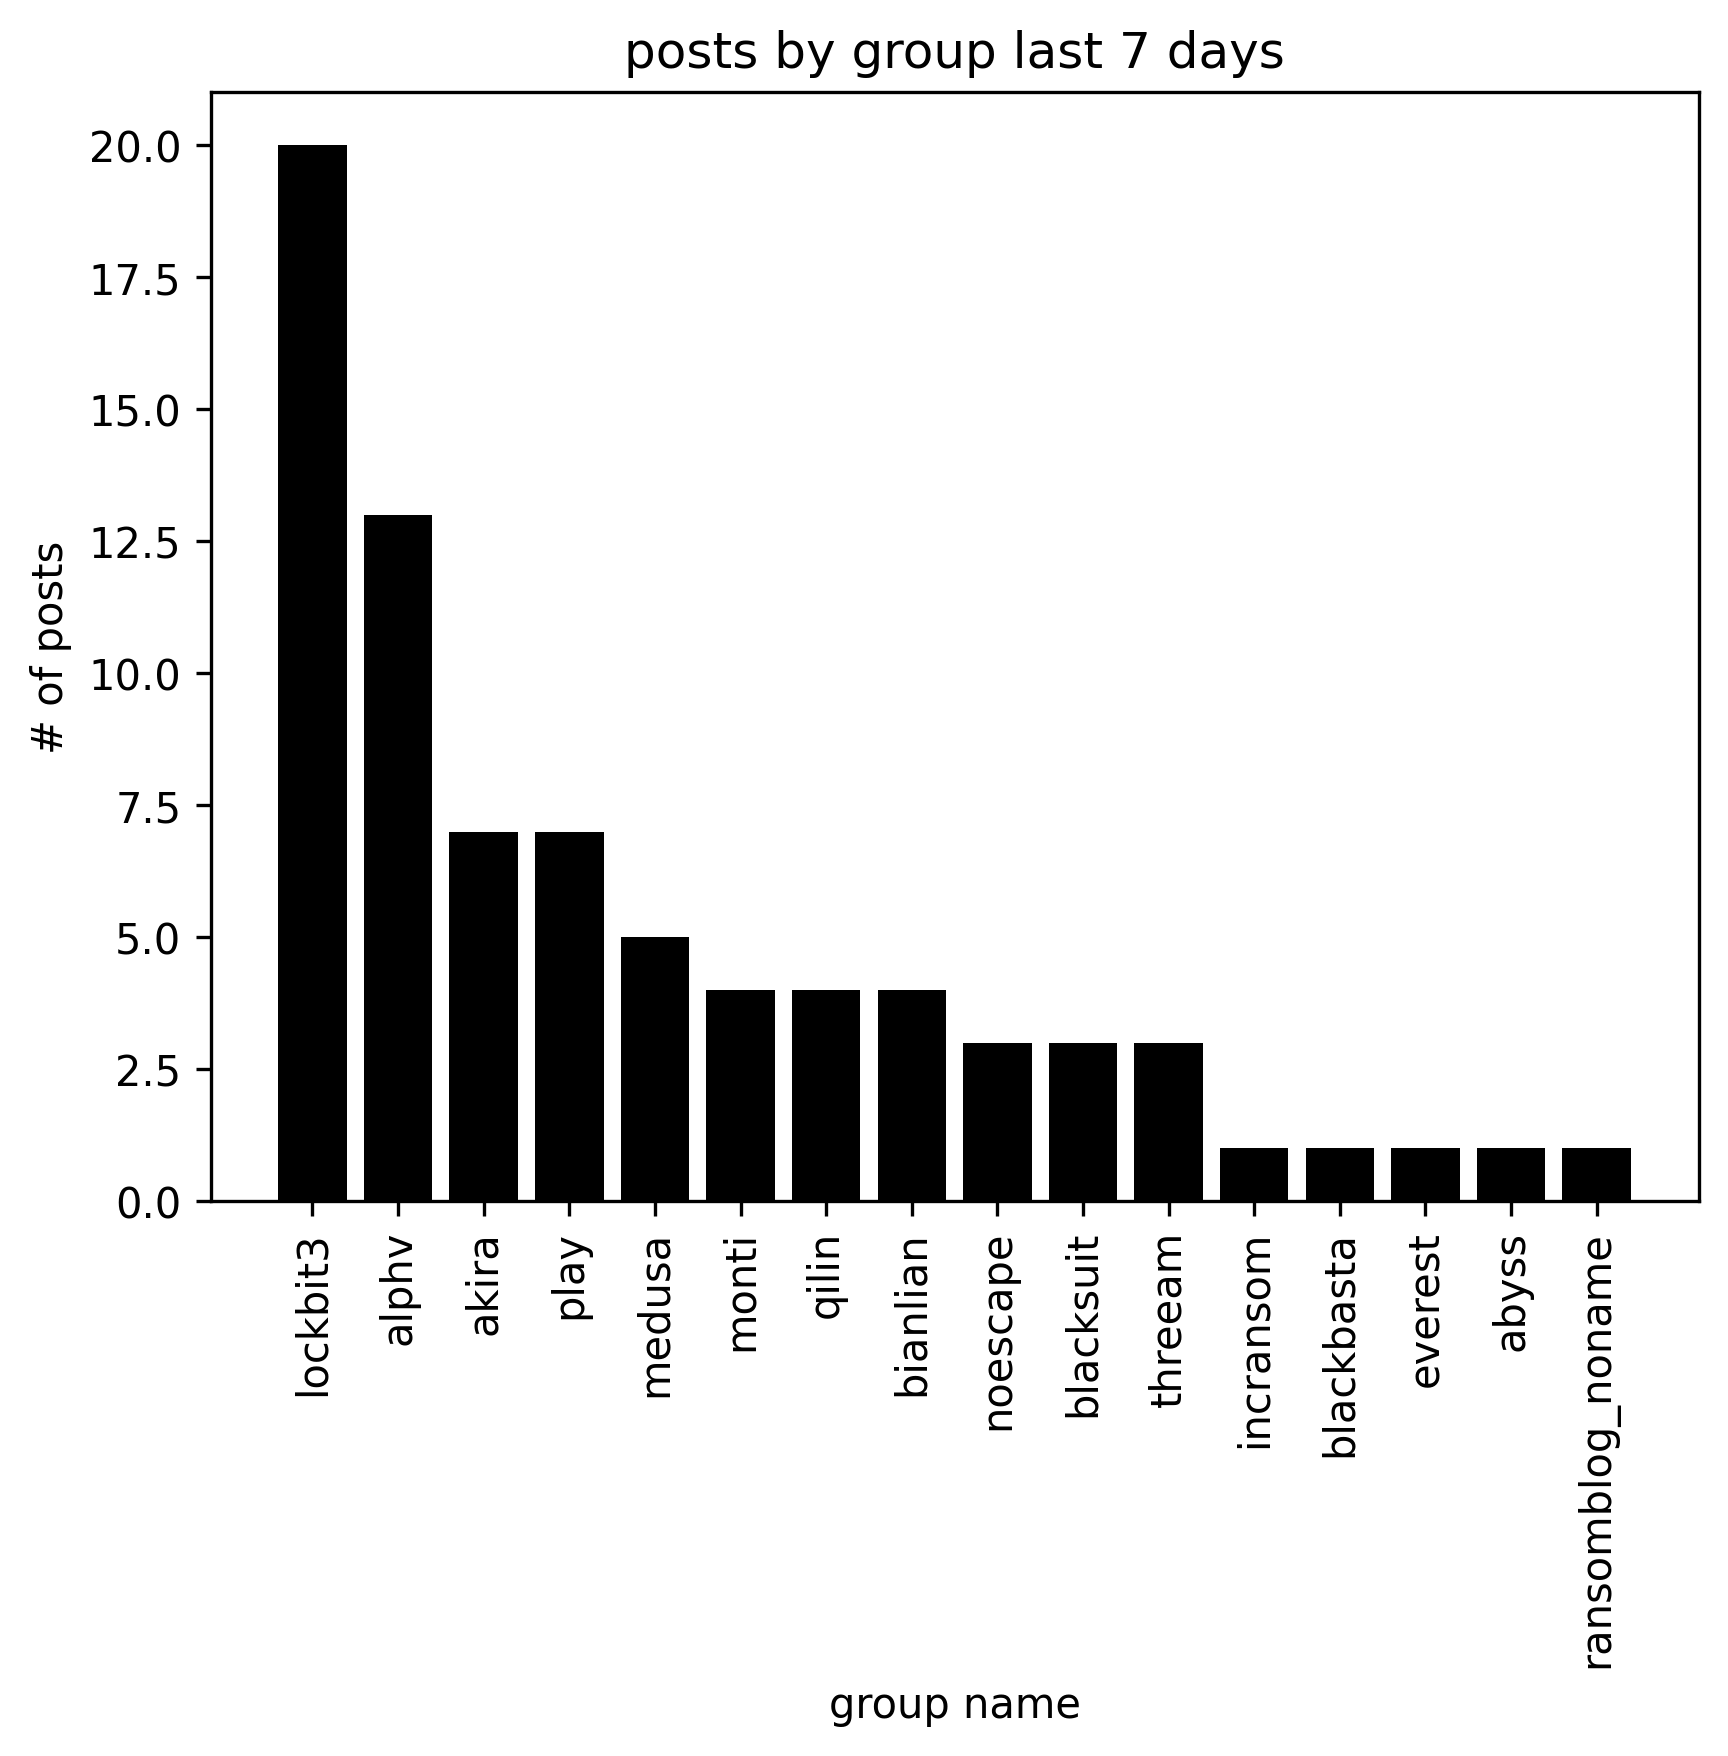 posts by group last 7 days
# of posts
20.0
17.5
15.0
12.5
10.0
7.5
5.0
2.5
0.0
lockbit3
alphv
akira
play
medusa
monti
qilin
bianlian
noescape
blacksuit
threeam
incransom
blackbasta
everest
abyss
ransomblog_noname
group name